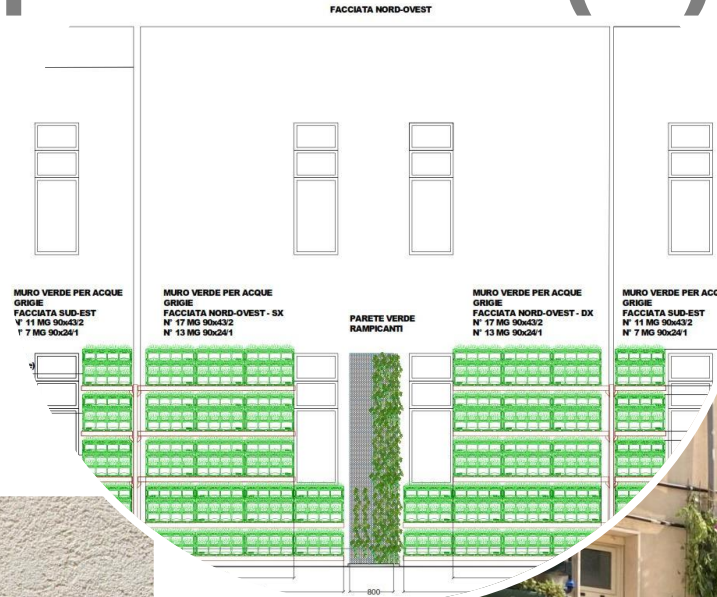 FACCIATA NORD-OVEST
MURO VERDE PER ACQUE
GRIGIE
FACCIATA SUD-EST
N° 11 MG 90x43/2
7 MG 90x24/1
MURO VERDE PER ACQUE
GRIGIE
FACCIATA NORD-OVEST - SX
N° 17 MG 90x43/2
N° 13 MG 90x24/1
PARETE VERDE
RAMPICANTI
MURO VERDE PER ACQUE
GRIGIE
FACCIATA NORD-OVEST - DX
N° 17 MG 90x43/2
N° 13 MG 90x24/1
MURO VERDE PER ACQ
GRIGIE
FACCIATA SUD-EST
N° 11 MG 90x43/2
N° 7 MG 90x24/1
800